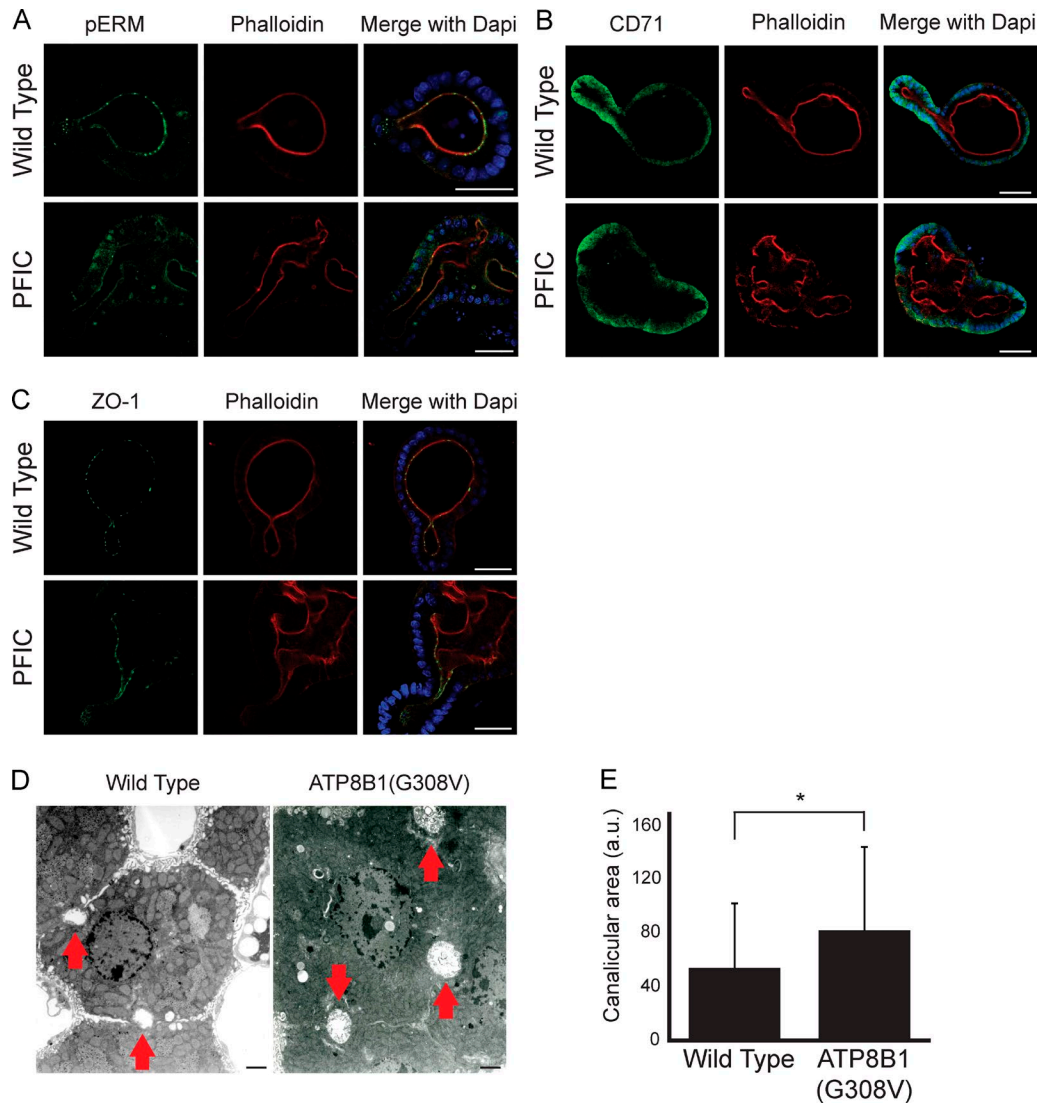 A
pERM
Phalloidin
Merge with Dapi
Wild Type
PFIC
B
CD71
Phalloidin
Merge with Dapi
Wild Type
PFIC
C
ZO-1
Phalloidin
Merge with Dapi
Wild Type
PFIC
D
Wild Type
ATP8B1(G308V)
E
Canalicular area (a.u.)
160
120
80
40
0
*
Wild Type
ATP8B1
(G308V)